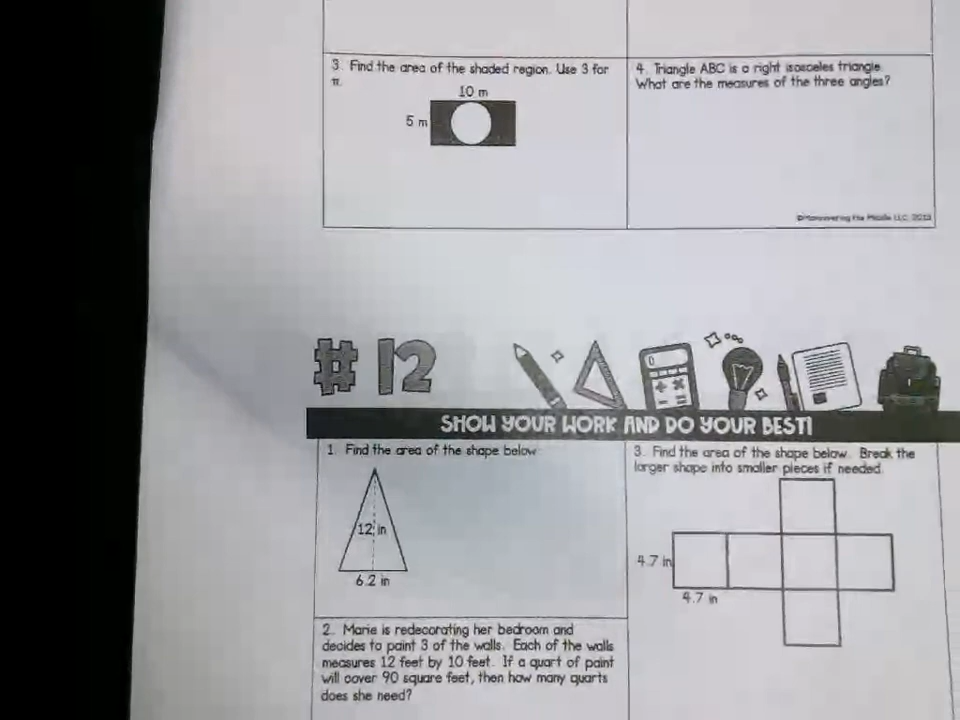 3. Find the area of the shaded region. Use 3 for
π.
10 m
5 m
4. Triangle ABC is a right isosceles triangle.
What are the measures of the three angles?
©Maneuvering the Middle LLC, 2013
# 12
SHOW YOUR WORK AND DO YOUR BEST!
1. Find the area of the shape below.
12 in
6.2 in
2. Marie is redecorating her bedroom and
decides to paint 3 of the walls. Each of the walls
measures 12 feet by 10 feet. If a quart of paint
will cover 90 square feet, then how many quarts
does she need?
3. Find the area of the shape below. Break the
larger shape into smaller pieces if needed.
4.7 in
4.7 in